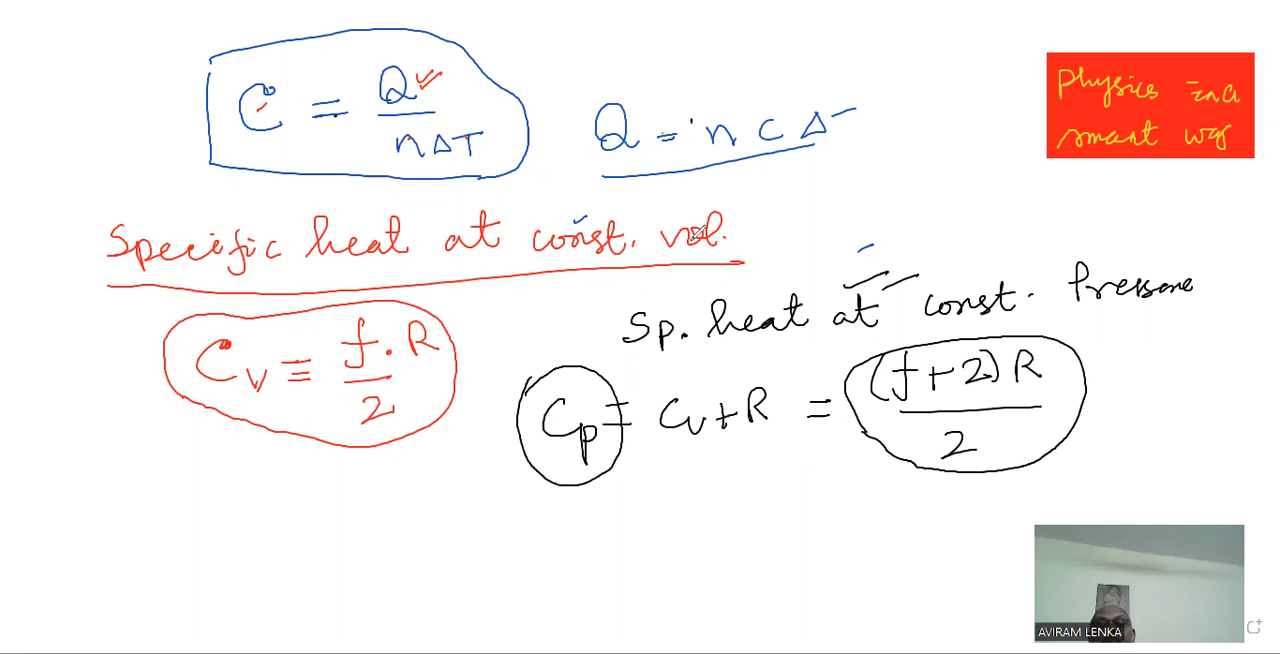 C = Q / nΔT
Q = n C Δ
Physics in a
smart way
Specific heat at const. vol.
Sp. heat at const. Pressure
Cv = f/2 . R
Cp = Cv + R = (f+2)R / 2
AVIRAM LENKA